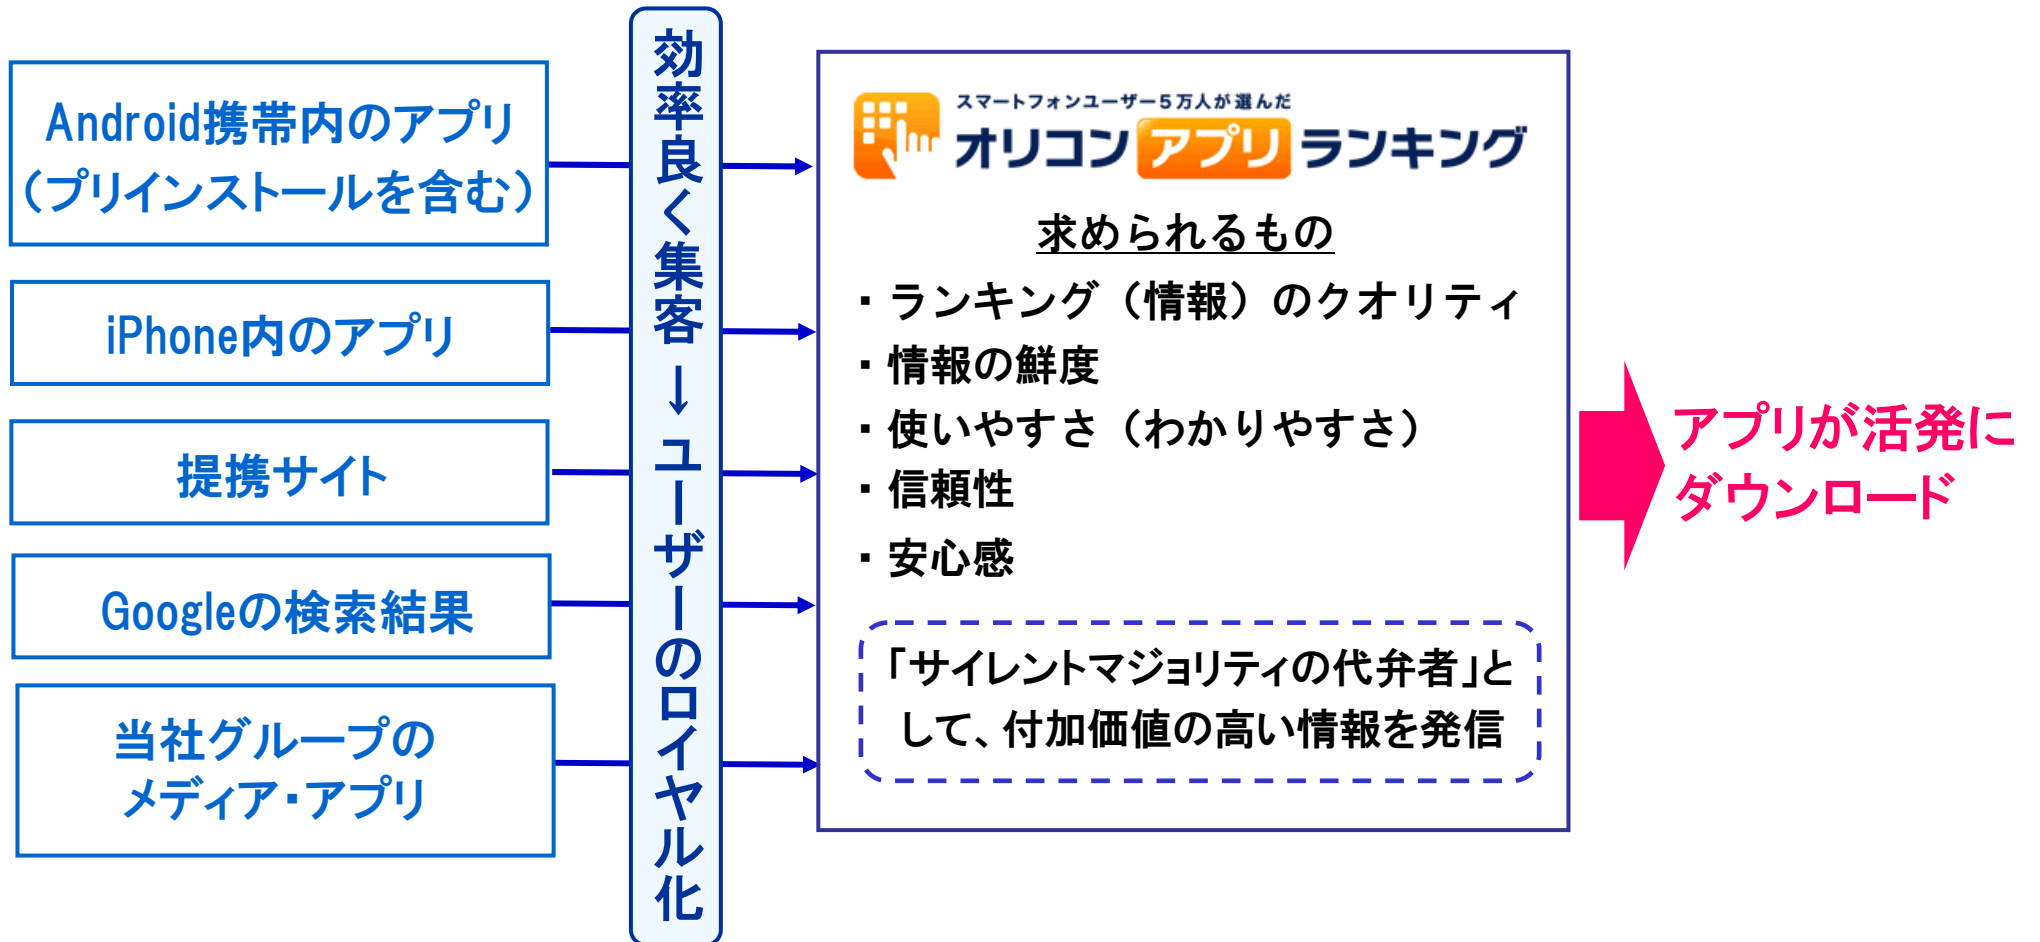 Android携帯内のアプリ
（プリインストールを含む）
iPhone内のアプリ
提携サイト
Googleの検索結果
当社グループの
メディア・アプリ
効率良く集客→ユーザーのロイヤル化
スマートフォンユーザー5万人が選んだ
オリコンアプリランキング
求められるもの
・ランキング（情報）のクオリティ
・情報の鮮度
・使いやすさ（わかりやすさ）
・信頼性
・安心感
「サイレントマジョリティの代弁者」と
して、付加価値の高い情報を発信
アプリが活発に
ダウンロード